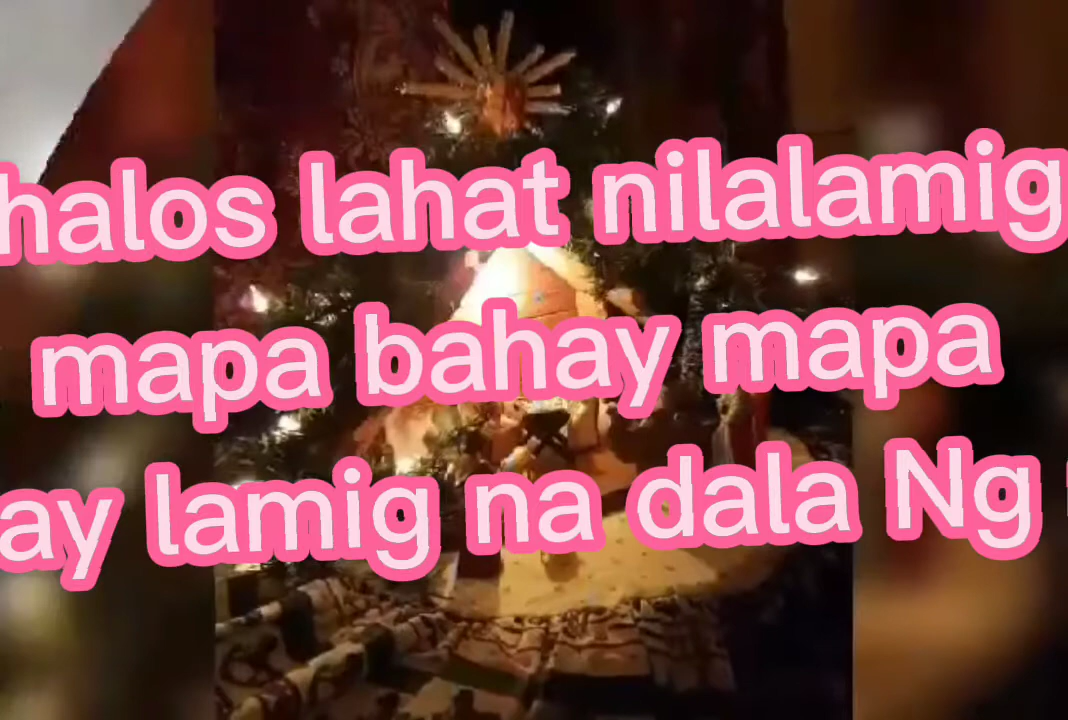 halos lahat nilalamig
mapa bahay mapa
ay lamig na dala Ng